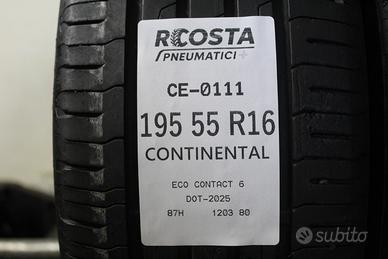 RCOSTA
PNEUMATICI+
CE-0111
195 55 R16
CONTINENTAL
ECO CONTACT 6
DOT-2025
87H 1203 80
subito